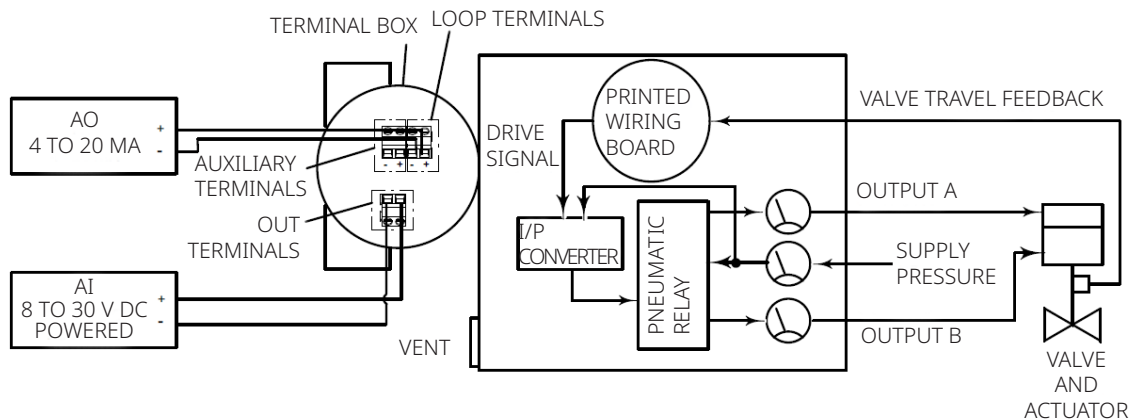 TERMINAL BOX
LOOP TERMINALS
AO
4 TO 20 MA
+
-
AUXILIARY
TERMINALS
- + - +
OUT
TERMINALS
AI
8 TO 30 V DC
POWERED
+
-
VENT
DRIVE
SIGNAL
PRINTED
WIRING
BOARD
I/P
CONVERTER
PNEUMATIC
RELAY
VALVE TRAVEL FEEDBACK
OUTPUT A
SUPPLY
PRESSURE
OUTPUT B
VALVE
AND
ACTUATOR